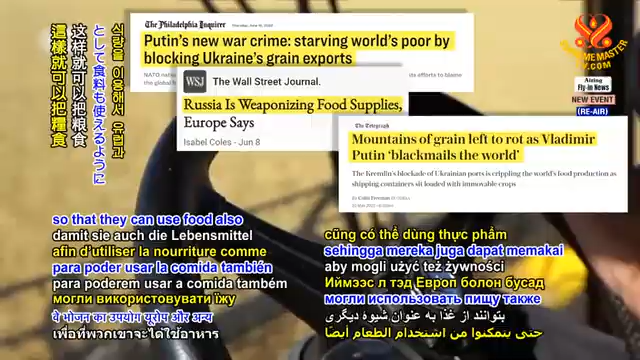 The Philadelphia Inquirer
Putin's new war crime: starving world's poor by
blocking Ukraine's grain exports
WSJ
The Wall Street Journal.
Russia Is Weaponizing Food Supplies,
Europe Says
Isabel Coles - Jun 8
The Telegraph
Mountains of grain left to rot as Vladimir
Putin 'blackmails the world'
The Kremlin's blockade of Ukrainian ports is crippling the world's food production as
shipping containers sit loaded with immovable crops
SUPREME MASTER TV
Airing
Fly-in News
NEW EVENT
(RE-AIR)
식량을 이용해서 유럽과
として食料も使えるように
这样就可以把粮食
這樣就可以把糧食
so that they can use food also
damit sie auch die Lebensmittel
afin d'utiliser la nourriture comme
para poder usar la comida también
para poderem usar a comida também
могли використовувати їжу
वे भोजन का उपयोग यूरोप और अन्य
เพื่อที่พวกเขาจะได้ใช้อาหาร
cũng có thể dùng thực phẩm
sehingga mereka juga dapat memakai
aby mogli użyć też żywności
Иймээс л тэд Европ болон бусад
могли использовать пищу также
بتوانند از غذا به عنوان شیوه دیگری
حتى يتمكنوا من استخدام الطعام أيضًا